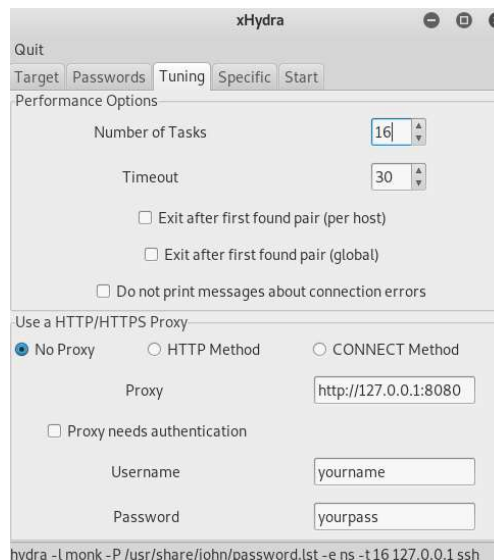 xHydra
Quit
Target Passwords Tuning Specific Start
Performance Options
Number of Tasks 16
Timeout 30
Exit after first found pair (per host)
Exit after first found pair (global)
Do not print messages about connection errors
Use a HTTP/HTTPS Proxy
No Proxy HTTP Method CONNECT Method
Proxy http://127.0.0.1:8080
Proxy needs authentication
Username yourname
Password yourpass
hydra -l monk -P /usr/share/john/password.lst -e ns -t 16 127.0.0.1 ssh